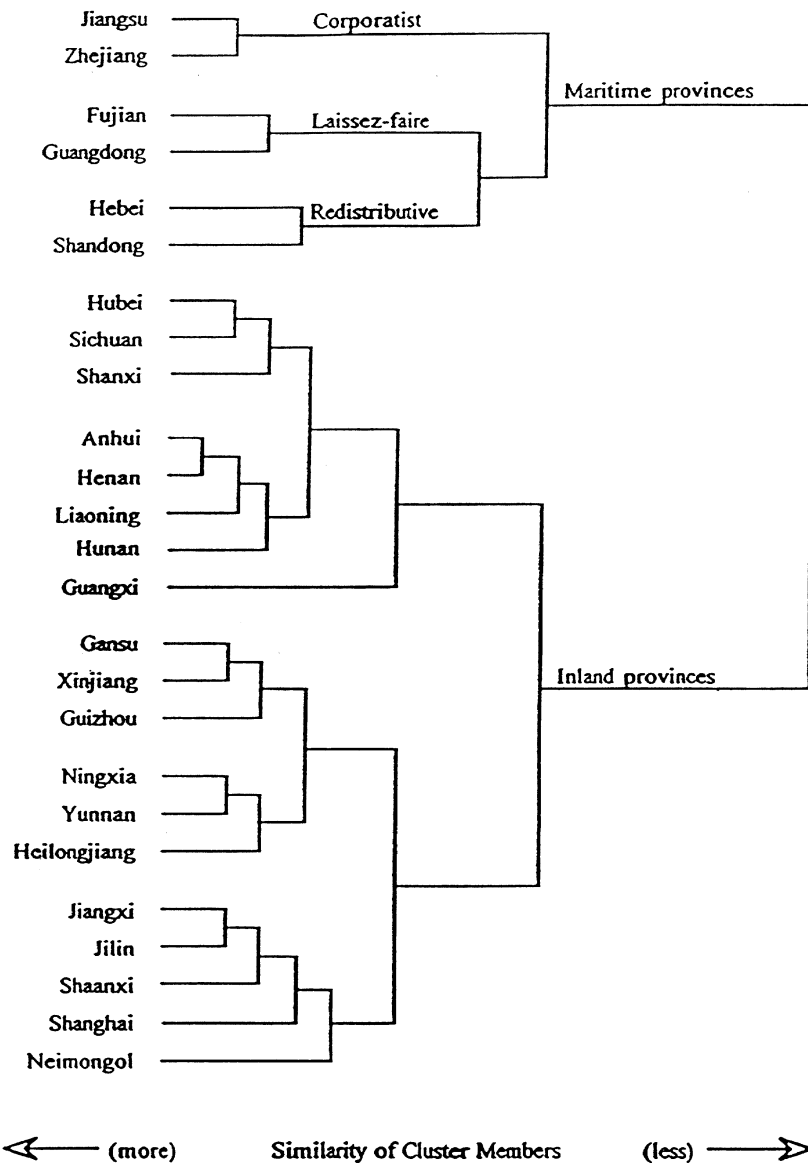 Jiangsu
Corporatist
Zhejiang
Maritime provinces
Fujian
Laissez-faire
Guangdong
Hebei
Redistributive
Shandong
Hubei
Sichuan
Shanxi
Anhui
Henan
Liaoning
Hunan
Guangxi
Gansu
Xinjiang
Inland provinces
Guizhou
Ningxia
Yunnan
Heilongjiang
Jiangxi
Jilin
Shaanxi
Shanghai
Neimongol
(more) Similarity of Cluster Members (less)